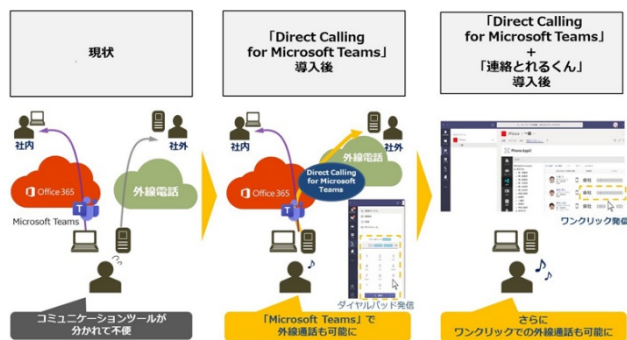 現状
「Direct Calling
for Microsoft Teams」
導入後
「Direct Calling
for Microsoft Teams」
+
「連絡とれるくん」
導入後
社内
社外
Office 365
外線電話
Microsoft Teams
コミュニケーションツールが
分かれて不便
社内
社外
外線電話
Office 365
Direct Calling
for Microsoft
Teams
ダイヤルパッド発信
「Microsoft Teams」で
外線通話も可能に
Phone Appli
ワンクリック発信
さらに
ワンクリックでの外線通話も可能に